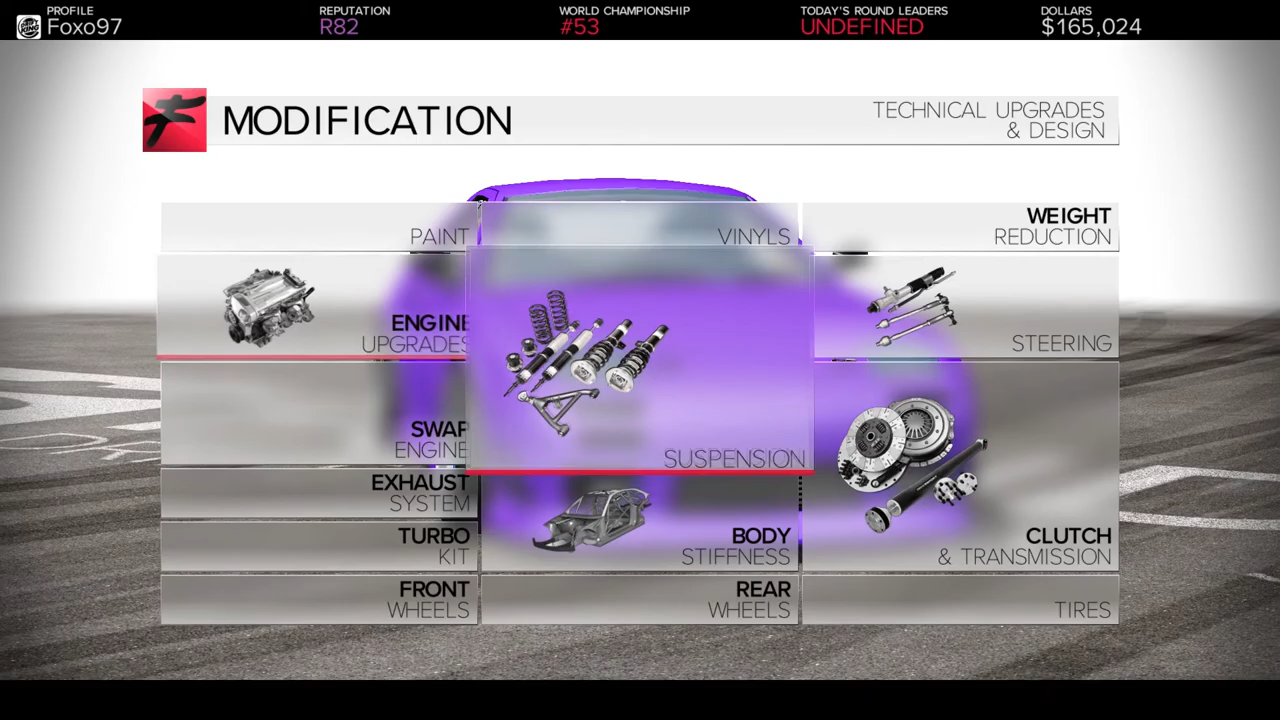 PROFILE
Foxo97
REPUTATION
R82
WORLD CHAMPIONSHIP
#53
TODAY'S ROUND LEADERS
UNDEFINED
DOLLARS
$165,024
MODIFICATION
TECHNICAL UPGRADES
& DESIGN
PAINT
VINYLS
WEIGHT
REDUCTION
ENGINE
UPGRADES
SUSPENSION
STEERING
SWAP
ENGINE
EXHAUST
SYSTEM
TURBO
KIT
BODY
STIFFNESS
CLUTCH
& TRANSMISSION
FRONT
WHEELS
REAR
WHEELS
TIRES